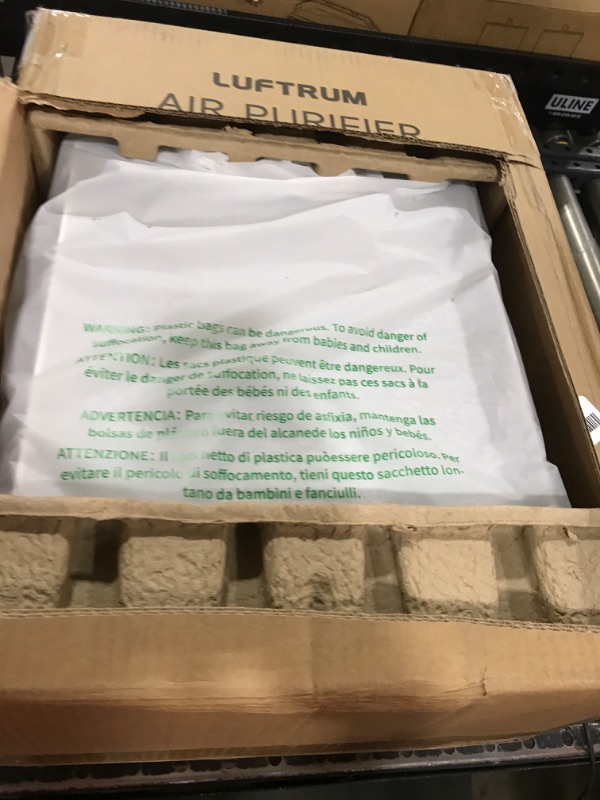 LUFTRUM
AIR PURIFIER
ULINE
WARNING: Plastic bags can be dangerous. To avoid danger of
suffocation, keep this bag away from babies and children.
ATTENTION: Les sacs plastique peuvent être dangereux. Pour
éviter le danger de suffocation, ne laissez pas ces sacs à la
portée des bébés ni des enfants.
ADVERTENCIA: Para evitar riesgo de asfixia, mantenga las
bolsas de plástico fuera del alcanede los niños y bebés.
ATTENZIONE: Il sacchetto di plastica puòessere pericoloso. Per
evitare il pericolo di soffocamento, tieni questo sacchetto lon-
tano da bambini e fanciulli.